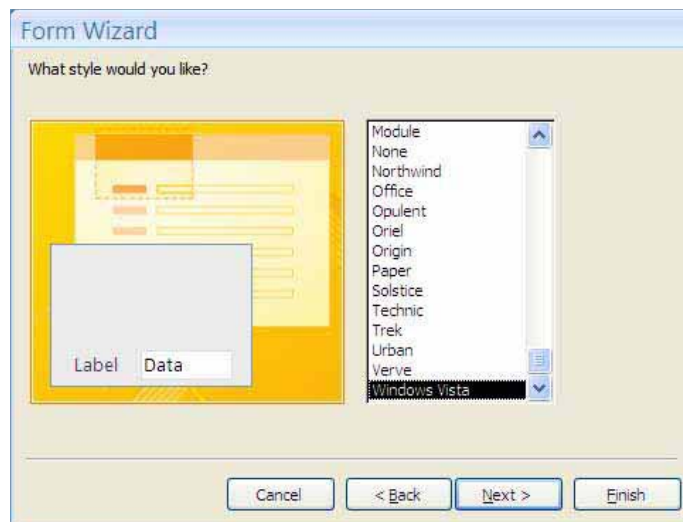 Form Wizard
What style would you like?
Label Data
Module
None
Northwind
Office
Opulent
Oriel
Origin
Paper
Solstice
Technic
Trek
Urban
Verve
Windows Vista
Cancel
< Back
Next >
Finish